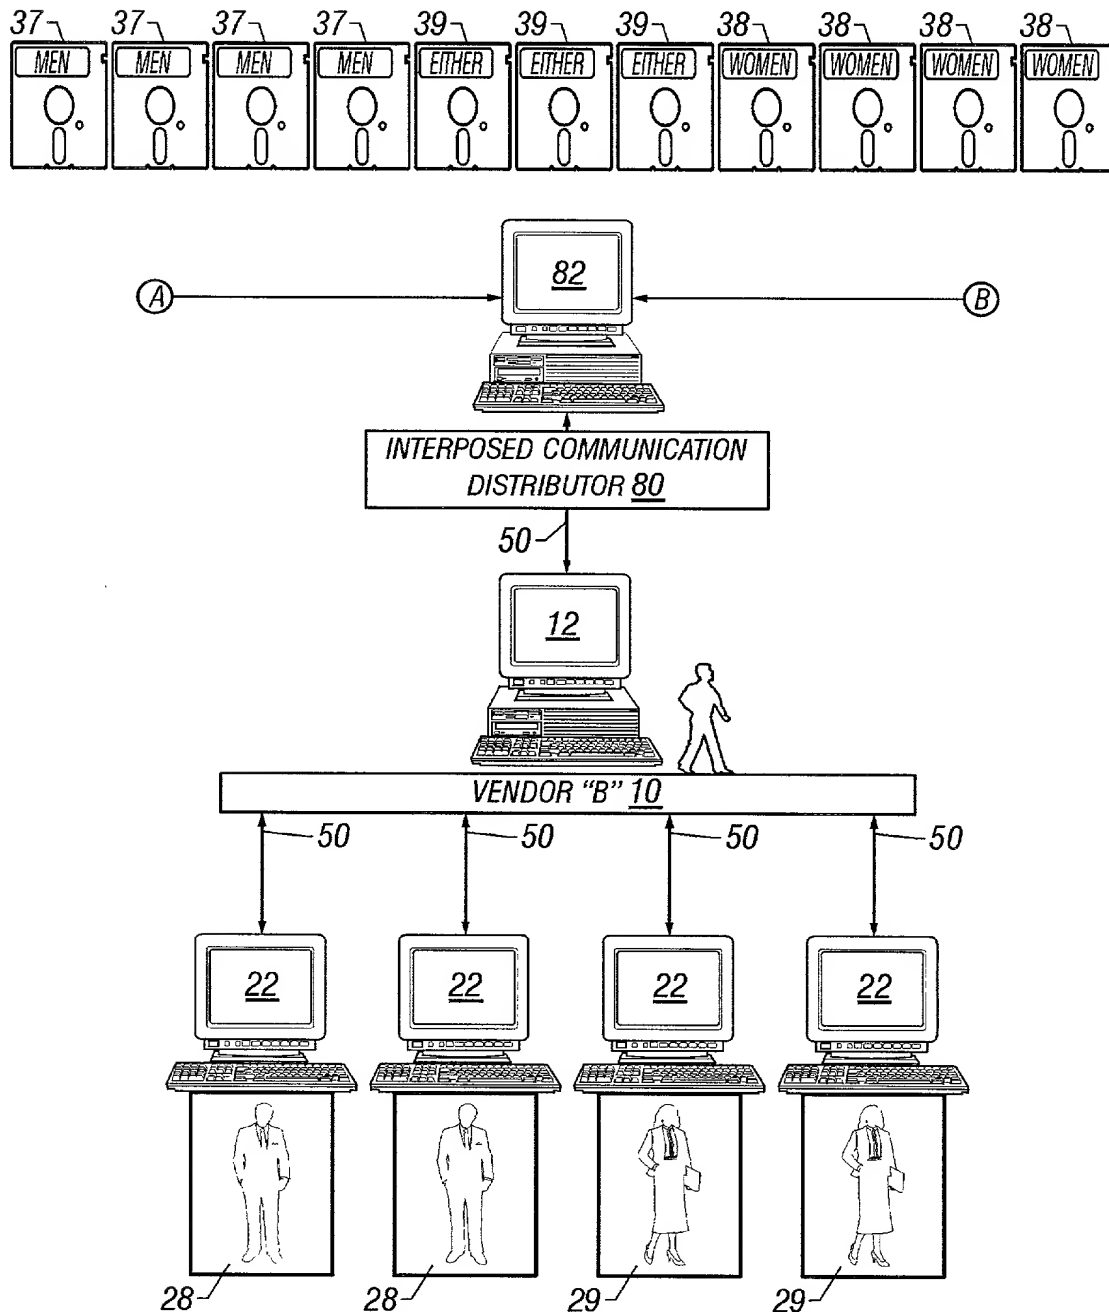 37 37 37 37 39 39 39 38 38 38 38
MEN MEN MEN MEN EITHER EITHER EITHER WOMEN WOMEN WOMEN WOMEN
A 82 B
INTERPOSED COMMUNICATION
DISTRIBUTOR 80
50
12
VENDOR “B” 10
50 50 50 50
22 22 22 22
28 28 29 29